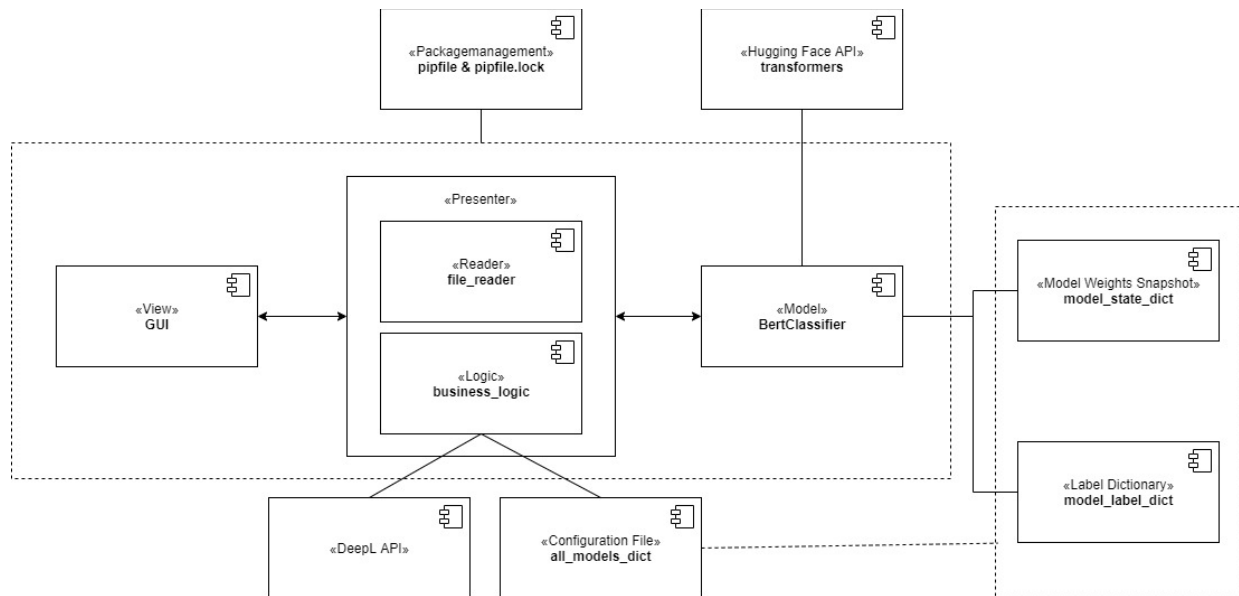 «Packagemanagement»
pipfile & pipfile.lock
«Hugging Face API»
transformers
«Presenter»
«Reader»
file_reader
«View»
GUI
«Logic»
business_logic
«Model»
BertClassifier
«Model Weights Snapshot»
model_state_dict
«Label Dictionary»
model_label_dict
«DeepL API»
«Configuration File»
all_models_dict